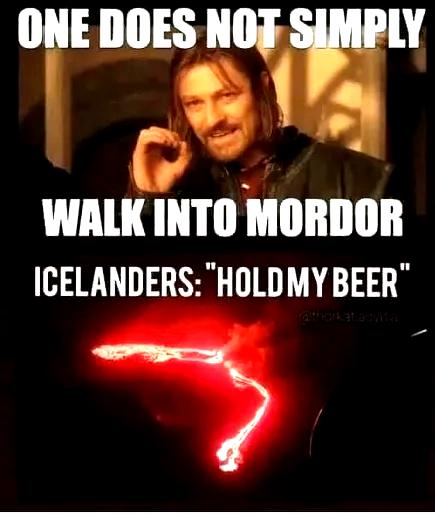 ONE DOES NOT SIMPLY
WALK INTO MORDOR
ICELANDERS: "HOLD MY BEER"